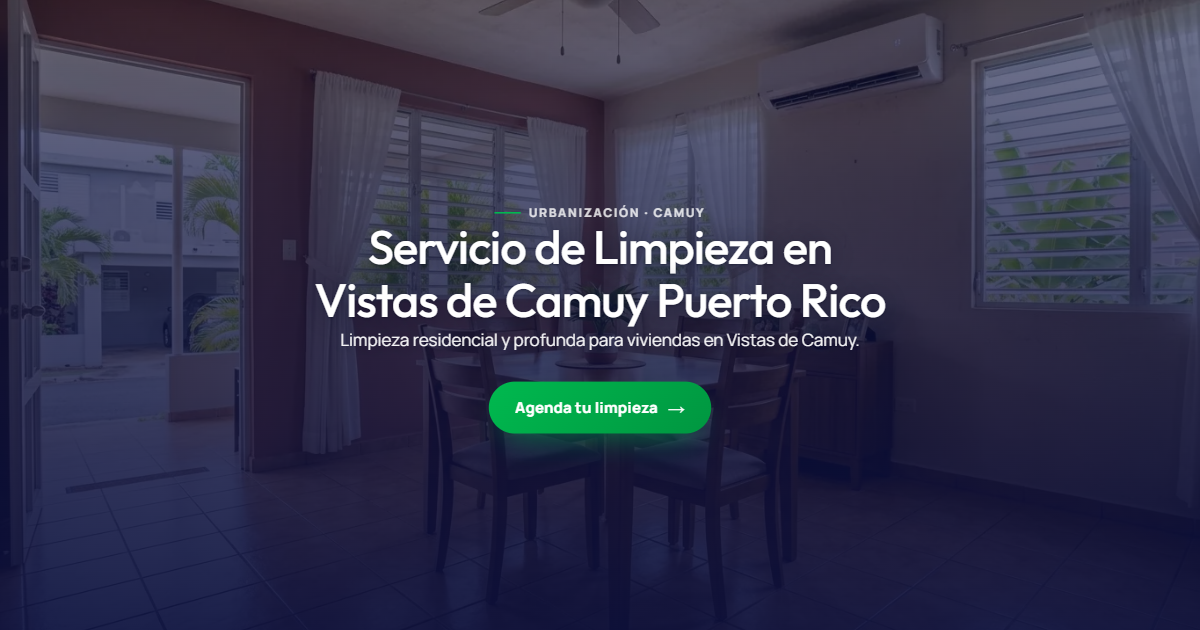 URBANIZACIÓN · CAMUY
Servicio de Limpieza en
Vistas de Camuy Puerto Rico
Limpieza residencial y profunda para viviendas en Vistas de Camuy.
Agenda tu limpieza →